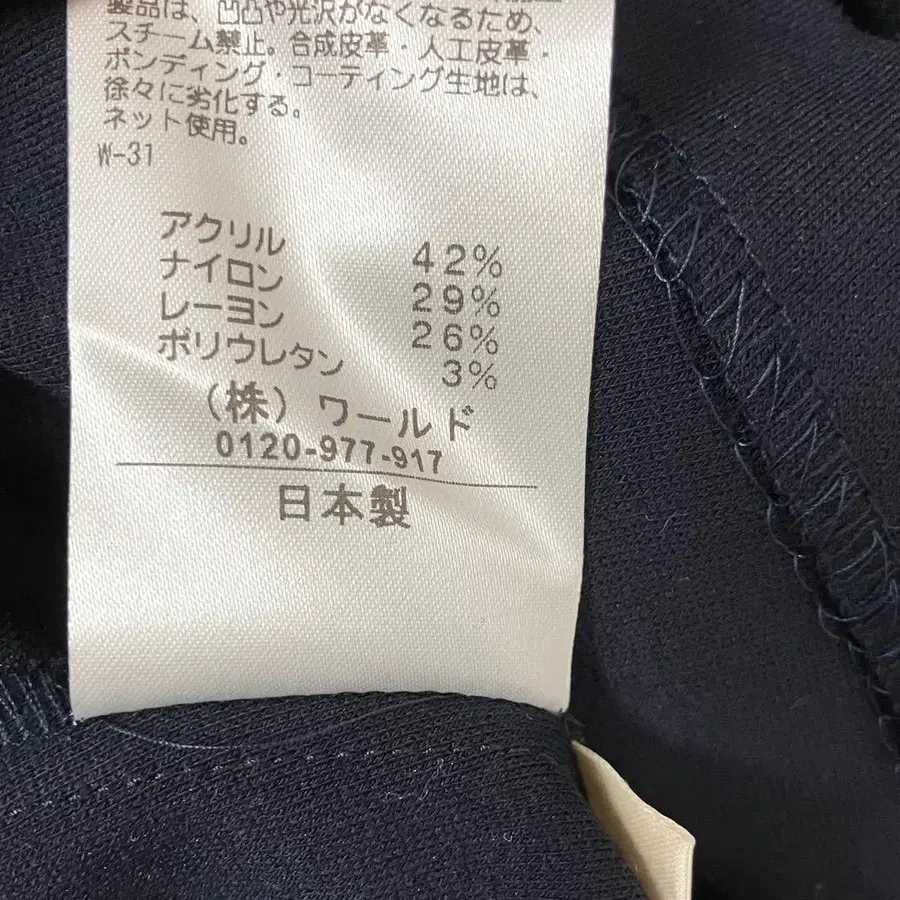 製品は、凹凸や光沢がなくなるため、
スチーム禁止。合成皮革・人工皮革・
ボンディング・コーティング生地は、
徐々に劣化する。
ネット使用。
W-31
アクリル 42%
ナイロン 29%
レーヨン 26%
ポリウレタン 3%
(株) ワールド
0120-977-917
日本製